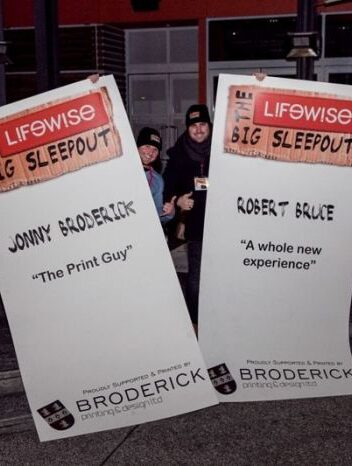 LIFEWISE
BIG SLEEPOUT
JONNY BRODERICK
"The Print Guy"
PROUDLY SUPPORTED & PRINTED BY
BRODERICK
printing & design ltd
THE
LIFEWISE
BIG SLEEPOUT
ROBERT BRUCE
"A whole new
experience"
PROUDLY SUPPORTED & PRINTED BY
BRODERICK
printing & design ltd